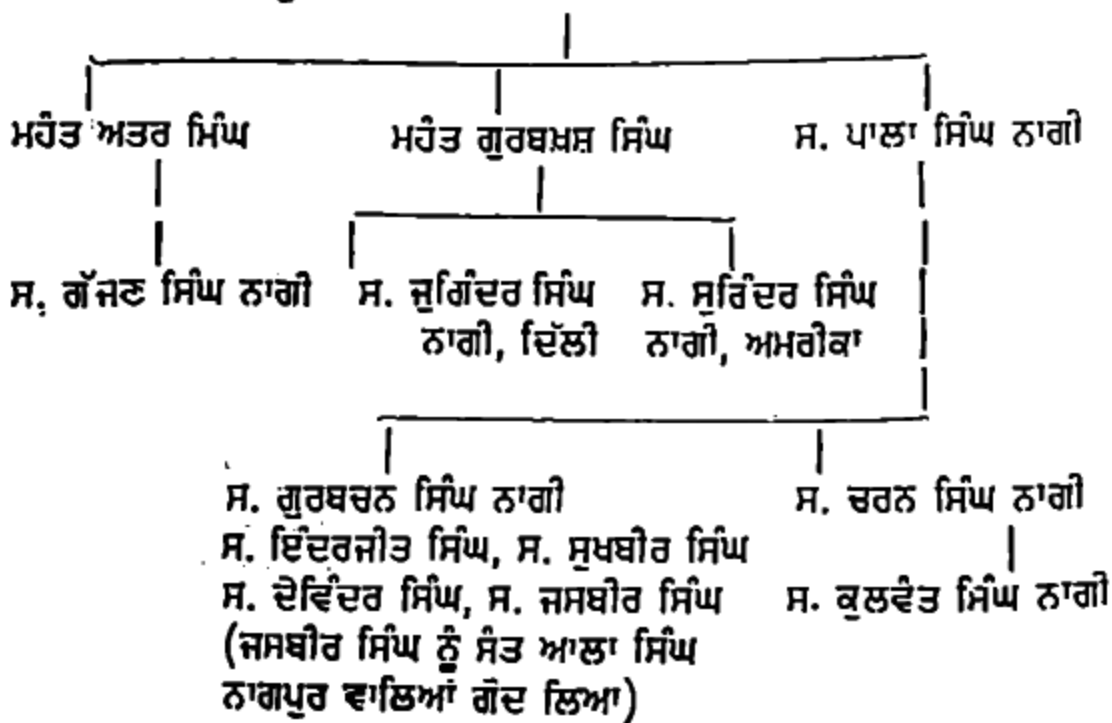 ਮਹੰਤ ਅਤਰ ਸਿੰਘ ਮਹੰਤ ਗੁਰਬਖ਼ਸ਼ ਸਿੰਘ ਸ. ਪਾਲਾ ਸਿੰਘ ਨਾਗੀ
ਸ. ਗੱਜਣ ਸਿੰਘ ਨਾਗੀ ਸ. ਜੁਗਿੰਦਰ ਸਿੰਘ ਸ. ਸੁਰਿੰਦਰ ਸਿੰਘ
ਨਾਗੀ, ਦਿੱਲੀ ਨਾਗੀ, ਅਮਰੀਕਾ
ਸ. ਗੁਰਬਚਨ ਸਿੰਘ ਨਾਗੀ ਸ. ਚਰਨ ਸਿੰਘ ਨਾਗੀ
ਸ. ਇੰਦਰਜੀਤ ਸਿੰਘ, ਸ. ਸੁਖਬੀਰ ਸਿੰਘ
ਸ. ਦੇਵਿੰਦਰ ਸਿੰਘ, ਸ. ਜਸਬੀਰ ਸਿੰਘ ਸ. ਕੁਲਵੰਤ ਸਿੰਘ ਨਾਗੀ
(ਜਸਬੀਰ ਸਿੰਘ ਨੂੰ ਸੰਤ ਆਲਾ ਸਿੰਘ
ਨਾਗਪੁਰ ਵਾਲਿਆਂ ਗੋਦ ਲਿਆ)